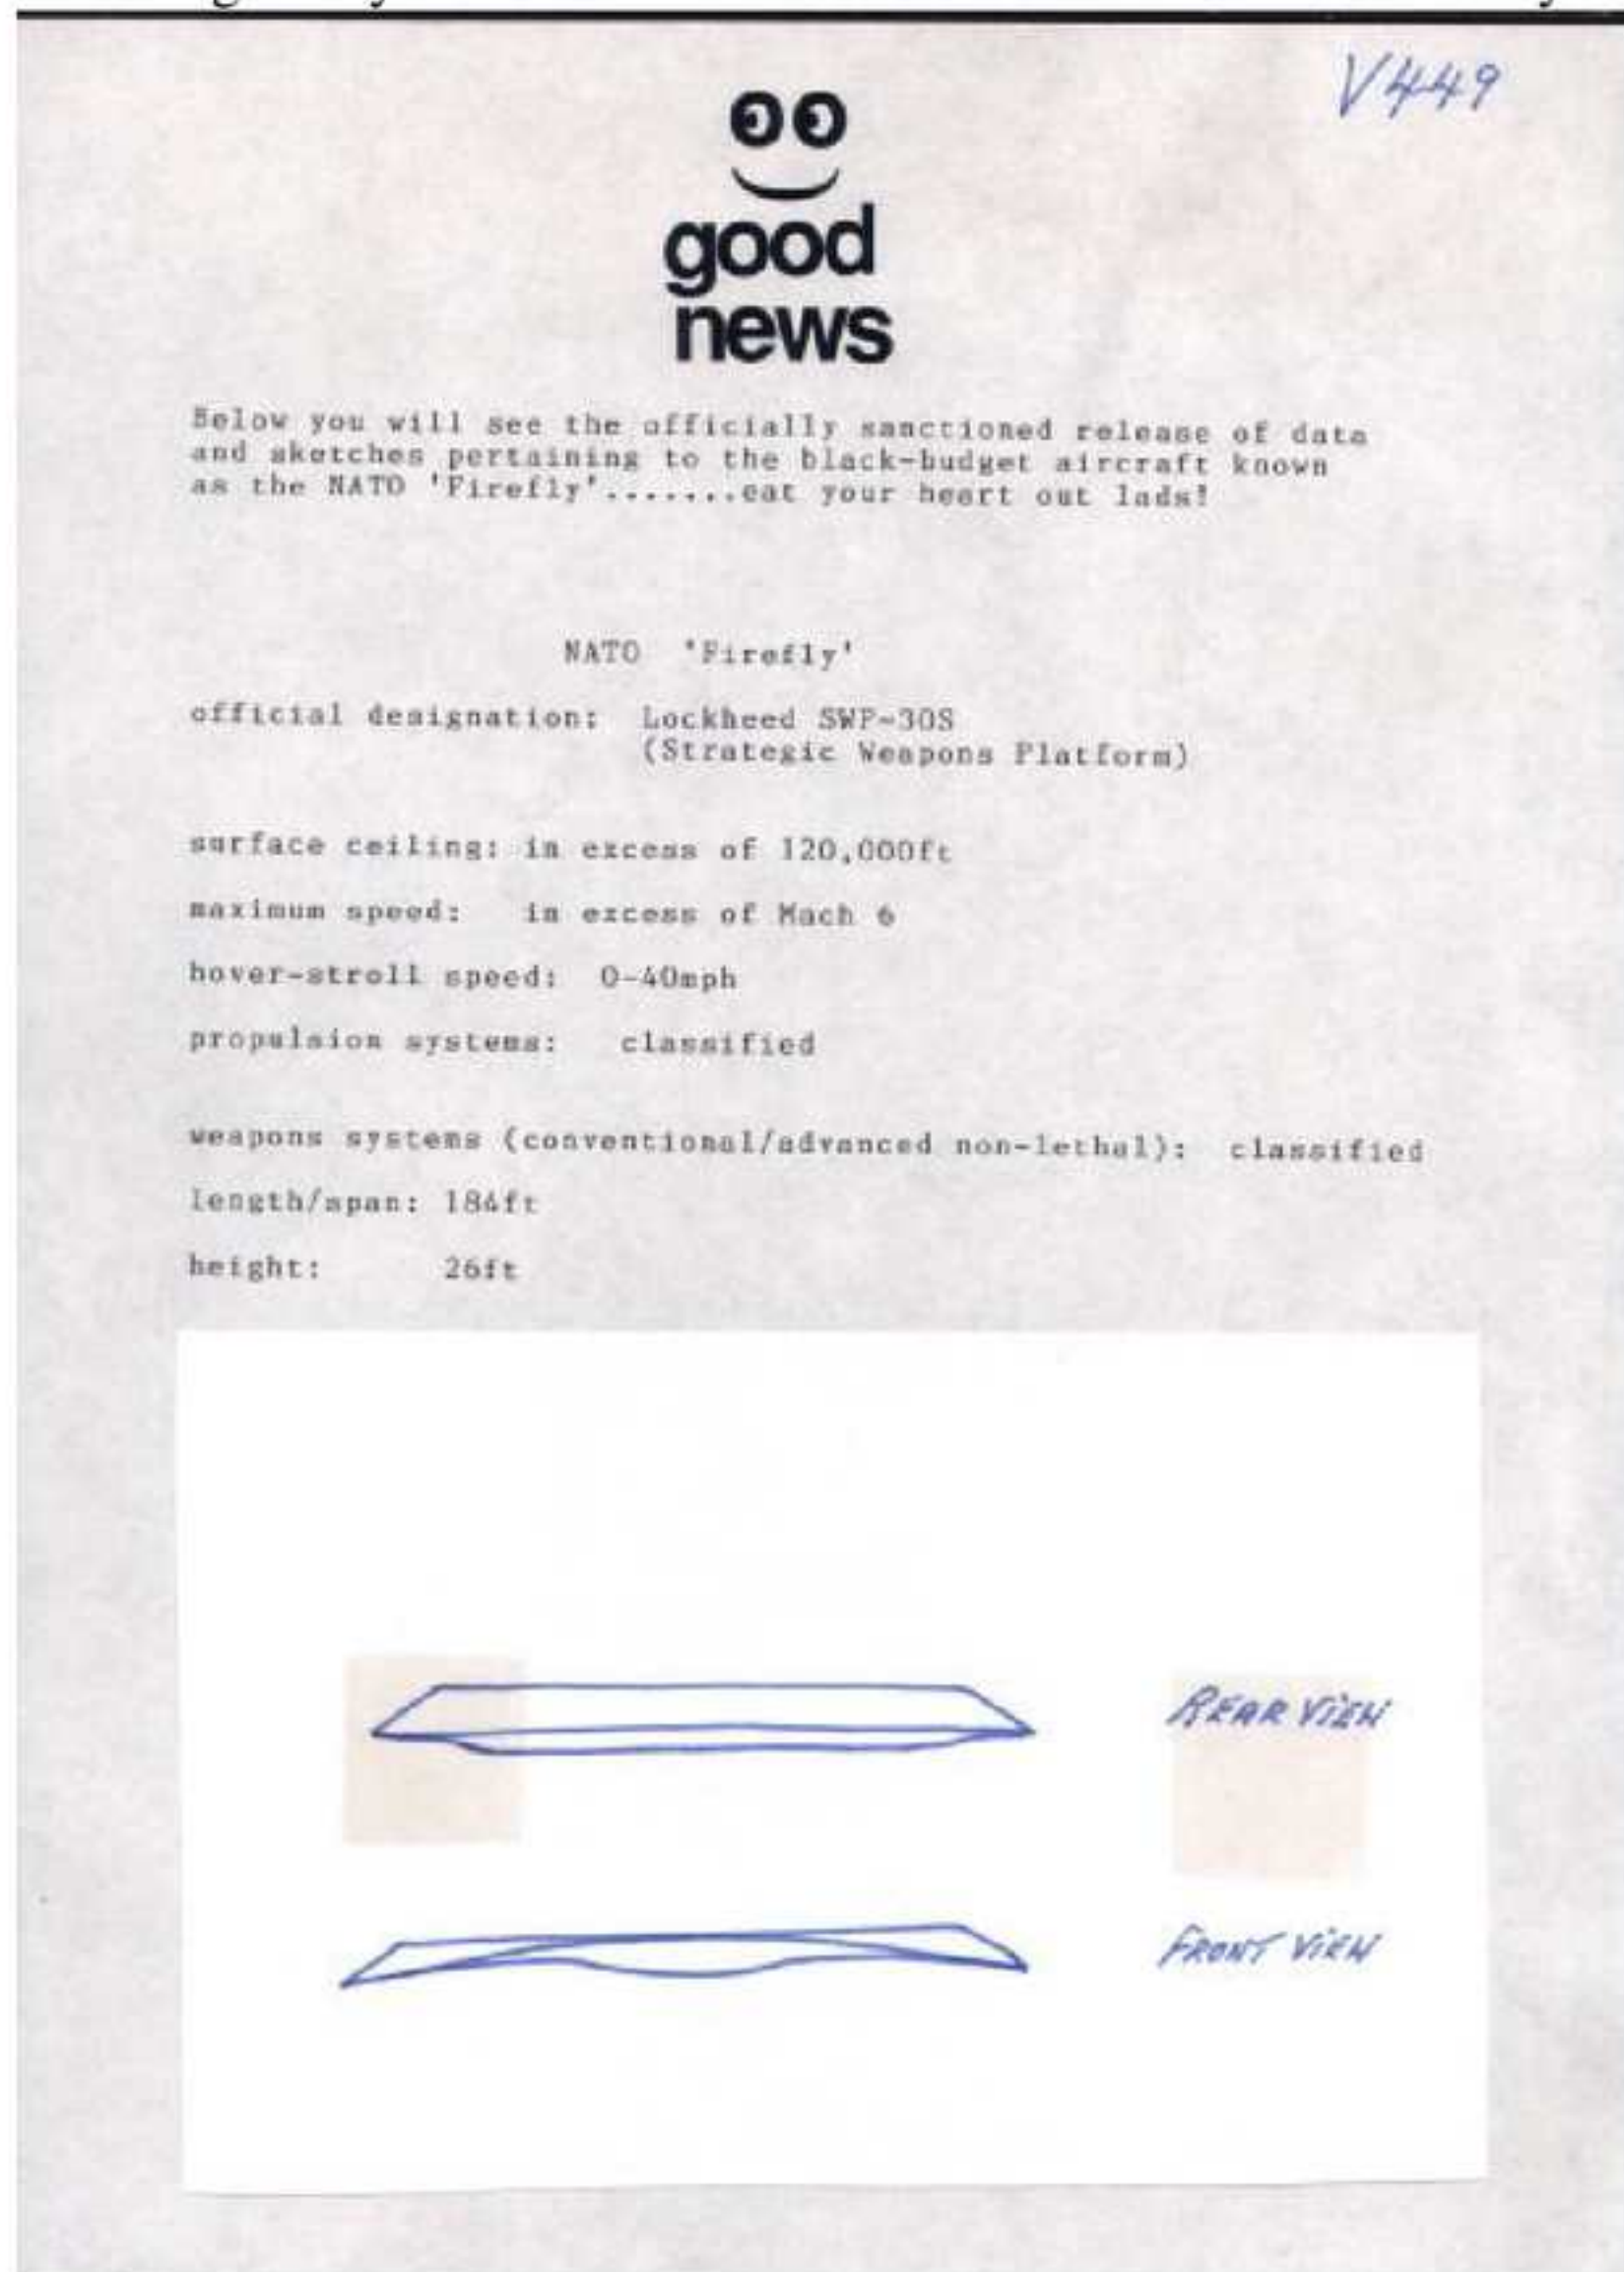 V449
good
news
Below you will see the officially sanctioned release of data
and sketches pertaining to the black-budget aircraft known
as the NATO 'Firefly'.......eat your heart out lads!
NATO 'Firefly'
official designation: Lockheed SWP-30S
(Strategic Weapons Platform)
surface ceiling: in excess of 120,000ft
maximum speed: in excess of Mach 6
hover-stroll speed: 0-40mph
propulsion systems: classified
weapons systems (conventional/advanced non-lethal): classified
length/span:
height: 26ft
REAR VIEW
FRONT VIEW